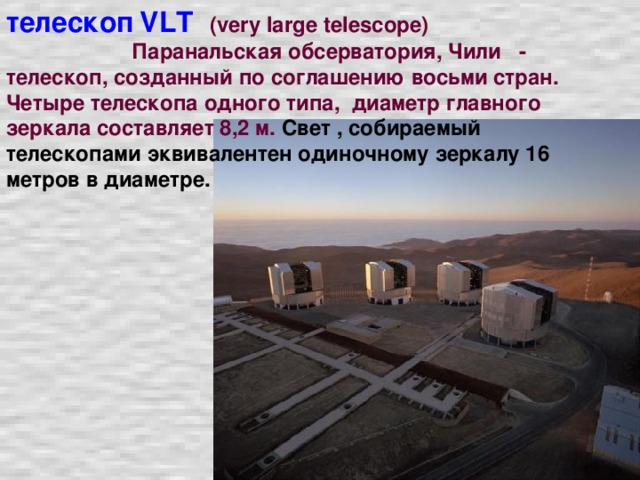 телескоп VLT (very large telescope)
Паранальская обсерватория, Чили -
телескоп, созданный по соглашению восьми стран.
Четыре телескопа одного типа, диаметр главного
зеркала составляет 8,2 м. Свет , собираемый
телескопами эквивалентен одиночному зеркалу 16
метров в диаметре.